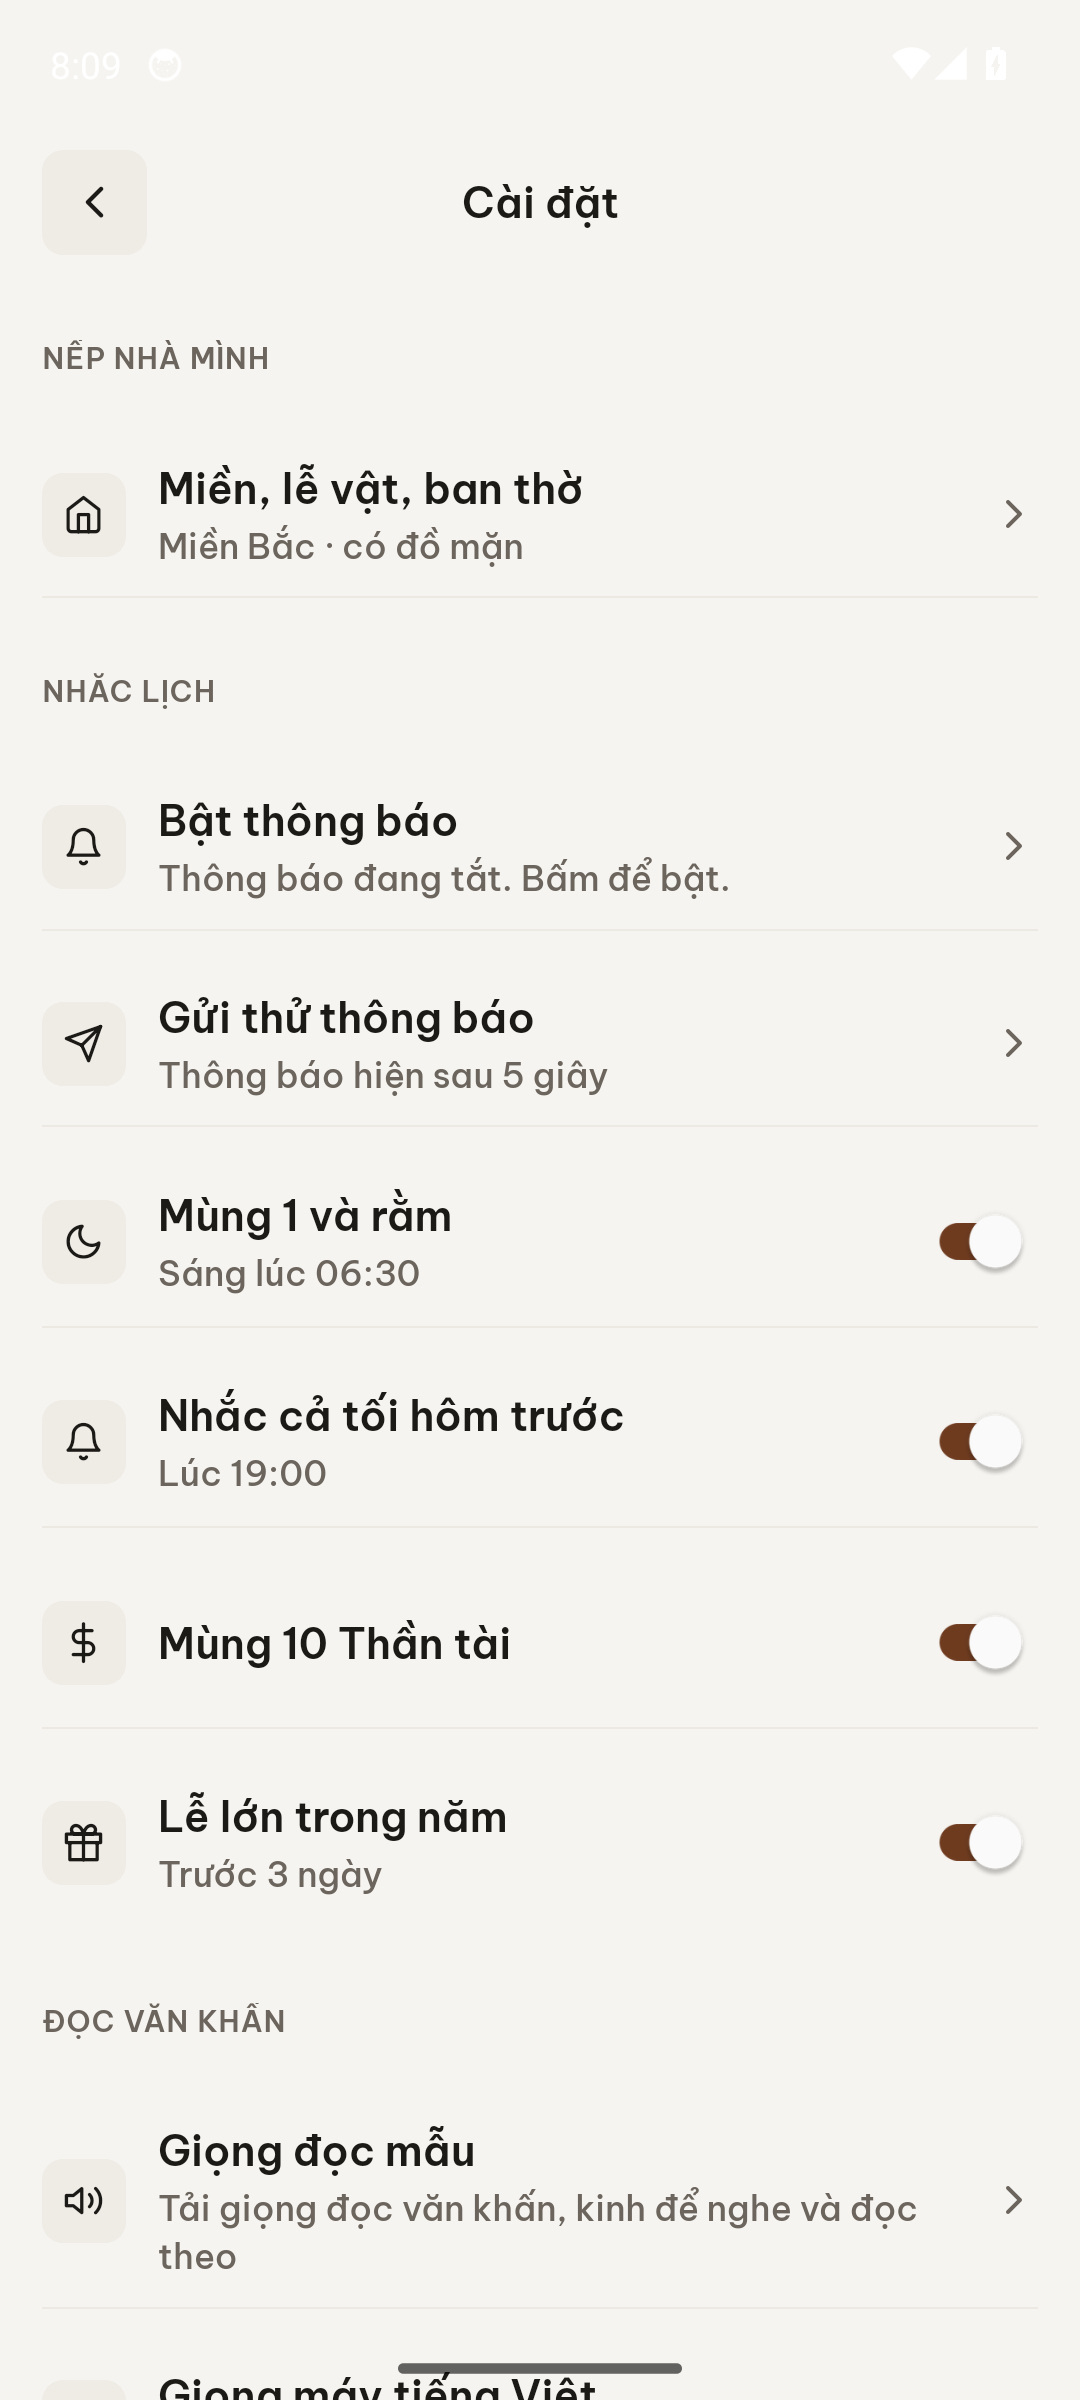 8:09
Cài đặt
NẾP NHÀ MÌNH
Miền, lễ vật, ban thờ
Miền Bắc · có đồ mặn
NHẮC LỊCH
Bật thông báo
Thông báo đang tắt. Bấm để bật.
Gửi thử thông báo
Thông báo hiện sau 5 giây
Mùng 1 và rằm
Sáng lúc 06:30
Nhắc cả tối hôm trước
Lúc 19:00
Mùng 10 Thần tài
Lễ lớn trong năm
Trước 3 ngày
ĐỌC VĂN KHẤN
Giọng đọc mẫu
Tải giọng đọc văn khấn, kinh để nghe và đọc
theo
Giọng máy tiếng Việt